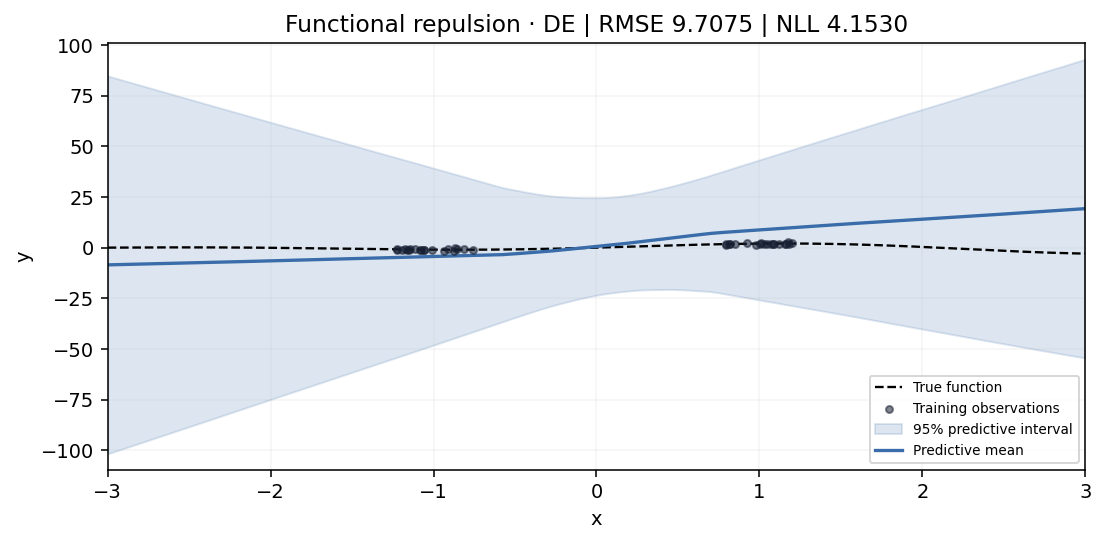 Functional repulsion · DE | RMSE 9.7075 | NLL 4.1530
100
75
50
25
0
−25
−50
−75
−100
y
−3
−2
−1
0
1
2
3
x
True function
Training observations
95% predictive interval
Predictive mean